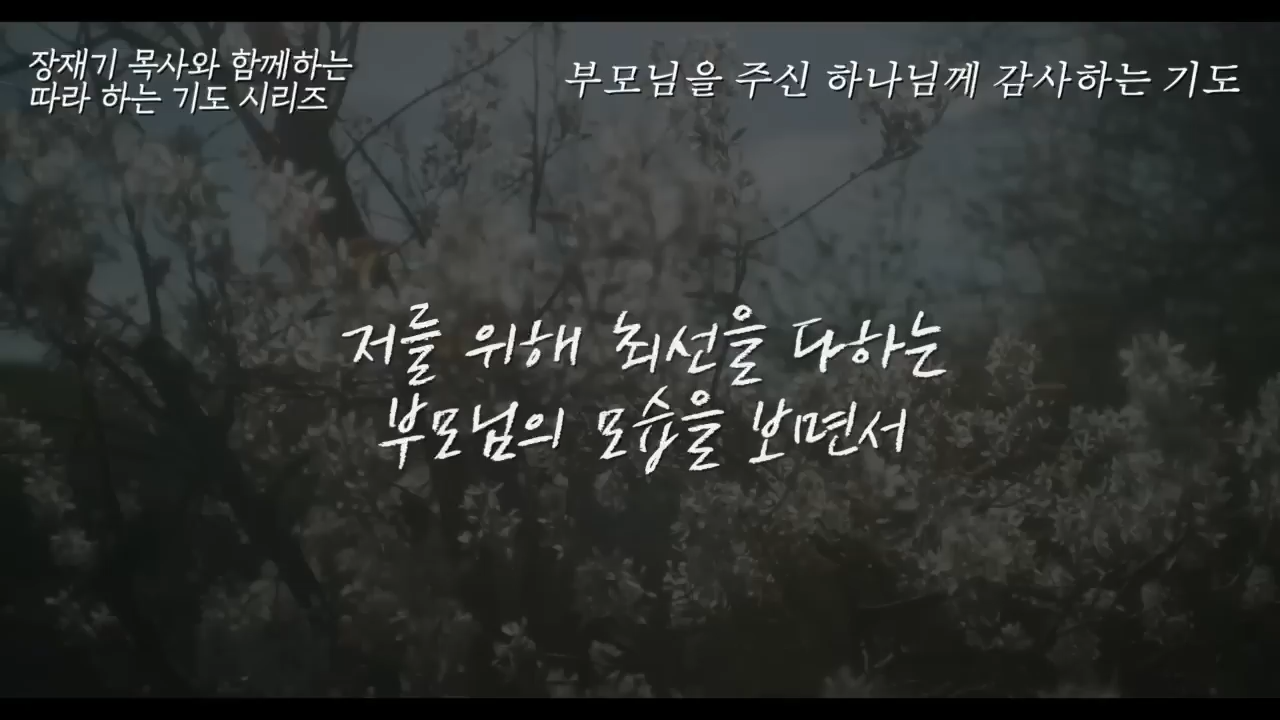 장재기 목사와 함께하는
따라 하는 기도 시리즈
부모님을 주신 하나님께 감사하는 기도
저를 위해 최선을 다하는
부모님의 모습을 보면서